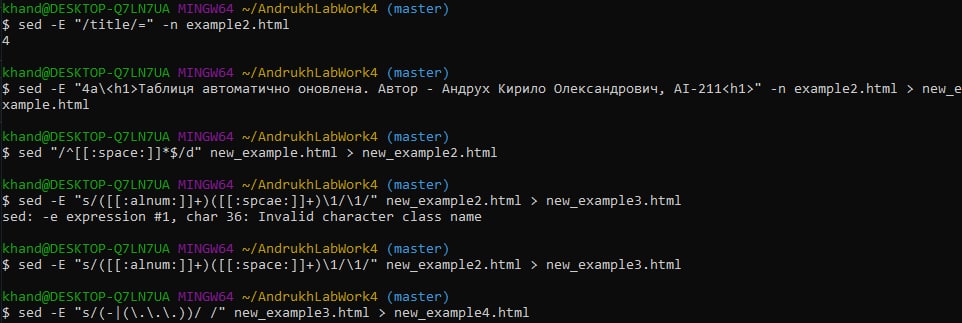 khand@DESKTOP-Q7LN7UA MINGW64 ~/AndrukhLabWork4 (master)
$ sed -E "/title/=" -n example2.html
4
khand@DESKTOP-Q7LN7UA MINGW64 ~/AndrukhLabWork4 (master)
$ sed -E "4a\<h1>Таблиця автоматично оновлена. Автор - Андрух Кирило Олександрович, АІ-211<h1>" -n example2.html > new_e
xample.html
khand@DESKTOP-Q7LN7UA MINGW64 ~/AndrukhLabWork4 (master)
$ sed "/^[[:space:]]*$/d" new_example.html > new_example2.html
khand@DESKTOP-Q7LN7UA MINGW64 ~/AndrukhLabWork4 (master)
$ sed -E "s/([[:alnum:]]+)([[:spcae:]]+)\1/\1/" new_example2.html > new_example3.html
sed: -e expression #1, char 36: Invalid character class name
khand@DESKTOP-Q7LN7UA MINGW64 ~/AndrukhLabWork4 (master)
$ sed -E "s/([[:alnum:]]+)([[:space:]]+)\1/\1/" new_example2.html > new_example3.html
khand@DESKTOP-Q7LN7UA MINGW64 ~/AndrukhLabWork4 (master)
$ sed -E "s/(-|(\.\.\.))/ /" new_example3.html > new_example4.html